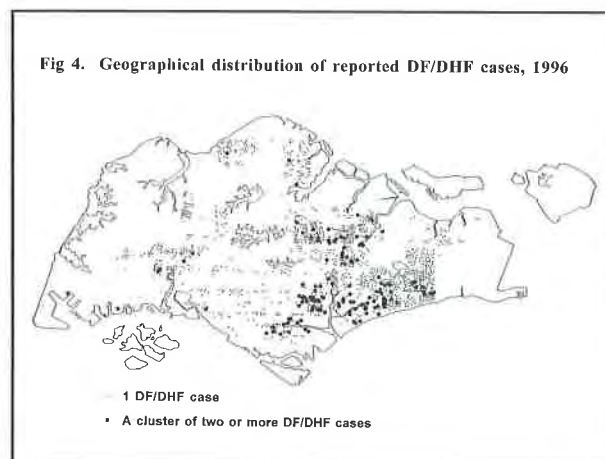 Fig 4. Geographical distribution of reported DF/DHF cases, 1996
1 DF/DHF case
A cluster of two or more DF/DHF cases